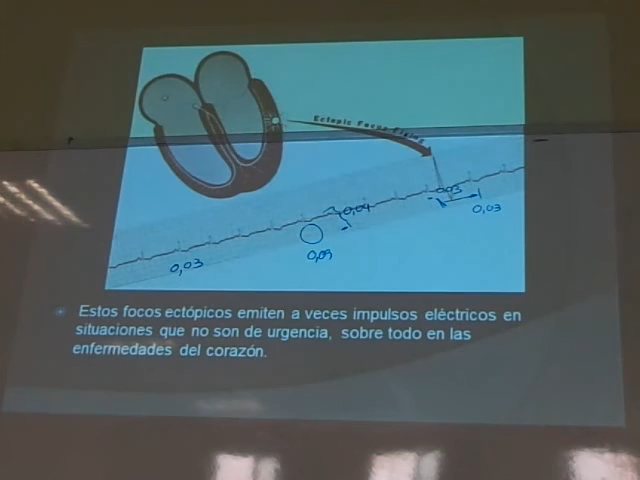 Ectopic Focus Firing
0,04
0,03
0,03
0,09
0,03
Estos focos ectópicos emiten a veces impulsos eléctricos en
situaciones que no son de urgencia, sobre todo en las
enfermedades del corazón.